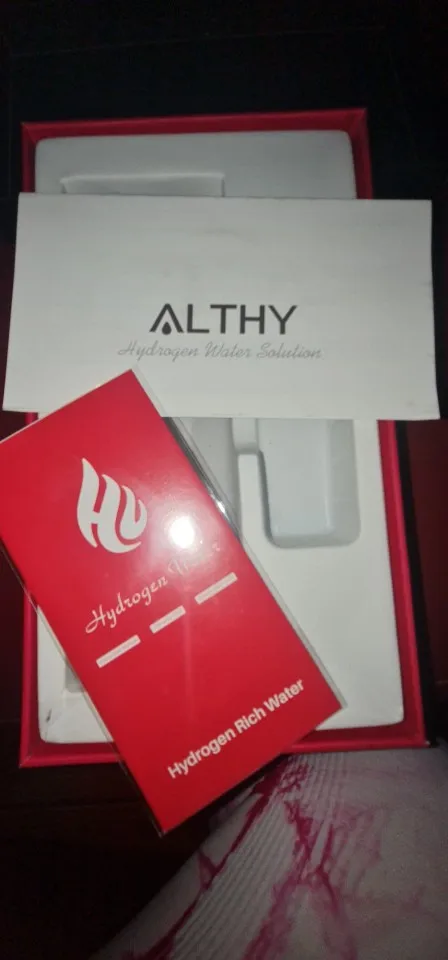 ALTHY
Hydrogen Water Solution
Hydrogen Water
Hydrogen Rich Water